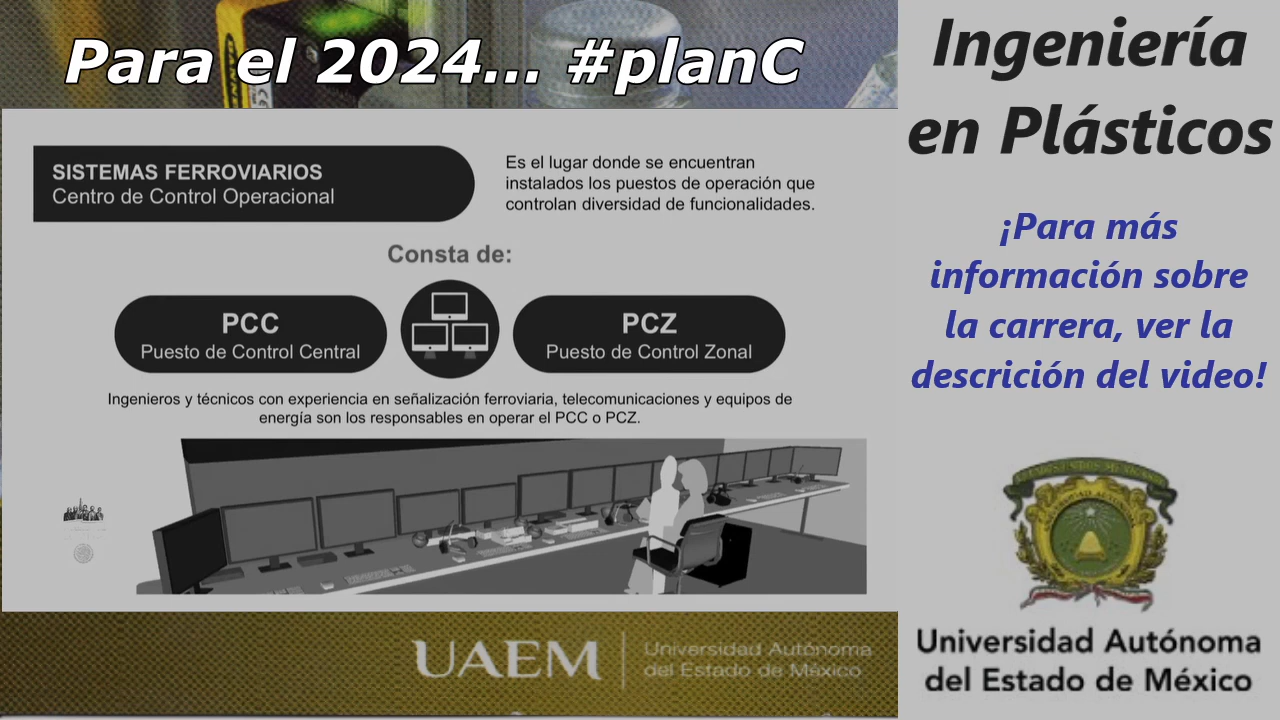 Para el 2024... #planC
SISTEMAS FERROVIARIOS
Centro de Control Operacional
Es el lugar donde se encuentran
instalados los puestos de operación que
controlan diversidad de funcionalidades.
Consta de:
PCC
Puesto de Control Central
PCZ
Puesto de Control Zonal
Ingenieros y técnicos con experiencia en señalización ferroviaria, telecomunicaciones y equipos de
energía son los responsables en operar el PCC o PCZ.
UAEM
Universidad Autónoma
del Estado de México
Ingeniería
en Plásticos
¡Para más
información sobre
la carrera, ver la
descrición del video!
Universidad Autónoma
del Estado de México